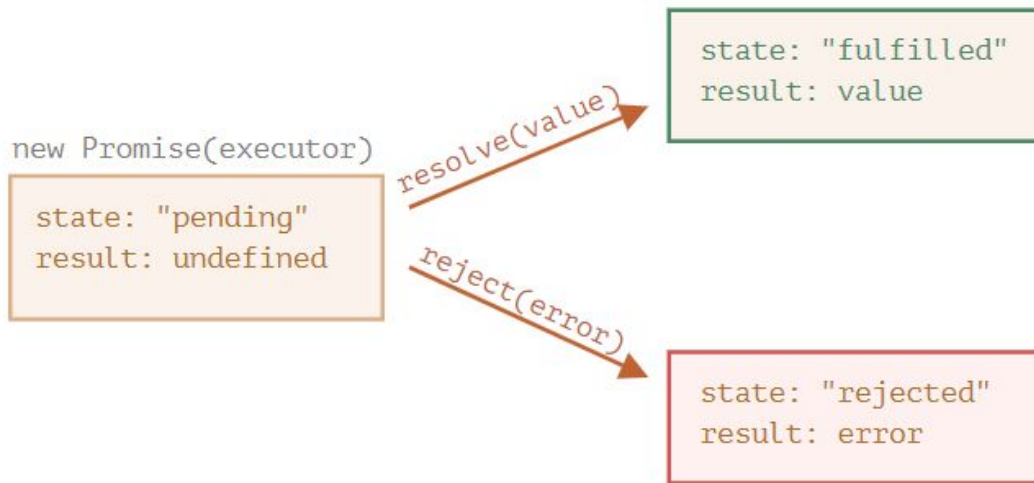 new Promise(executor)
state: "pending"
result: undefined
resolve(value)
reject(error)
state: "fulfilled"
result: value
state: "rejected"
result: error